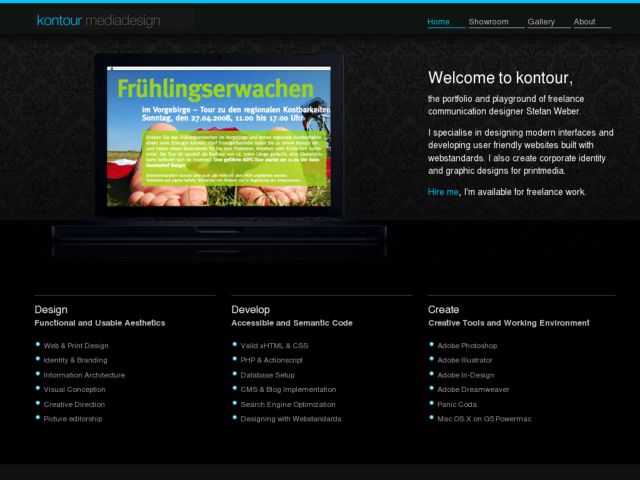 kontour mediadesign
Home
Showroom
Gallery
About
Frühlingserwachen
im Vorgebirge – Tour zu den regionalen Kostbarkeiten
Sonntag, den 27.04.2008, 11.00 bis 17.00 Uhr
Welcome to kontour,
the portfolio and playground of freelance
communication designer Stefan Weber.
I specialise in designing modern interfaces and
developing user friendly websites built with
webstandards. I also create corporate identity
and graphic designs for printmedia.
Hire me, I'm available for freelance work.
Design
Functional and Usable Aesthetics
Web & Print Design
Identity & Branding
Information Architecture
Visual Conception
Creative Direction
Picture editorship
Develop
Accessible and Semantic Code
Valid xHTML & CSS
PHP & Actionscript
Database Setup
CMS & Blog Implementation
Search Engine Optimization
Designing with Webstandards
Create
Creative Tools and Working Environment
Adobe Photoshop
Adobe Illustrator
Adobe In-Design
Adobe Dreamweaver
Panic Coda
Mac OS X on G5 Powermac